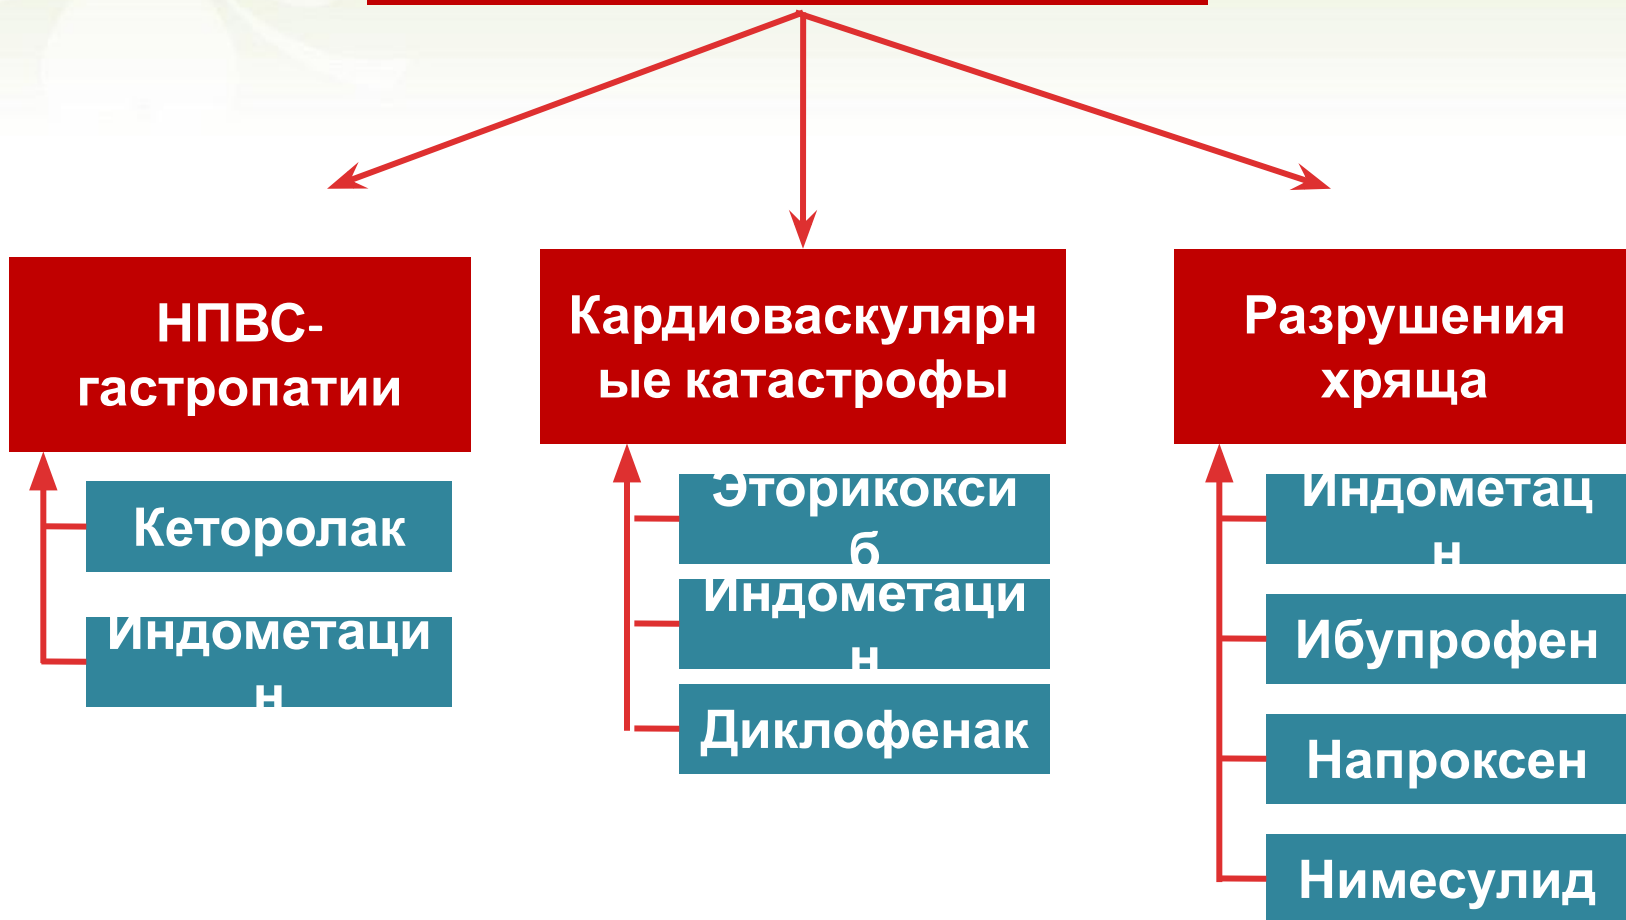 НПВС-
гастропатии
Кардиоваскулярн
ые катастрофы
Разрушения
хряща
Кеторолак
Индометаци
н
Эторикокси
б
Индометаци
н
Диклофенак
Индометац
н
Ибупрофен
Напроксен
Нимесулид